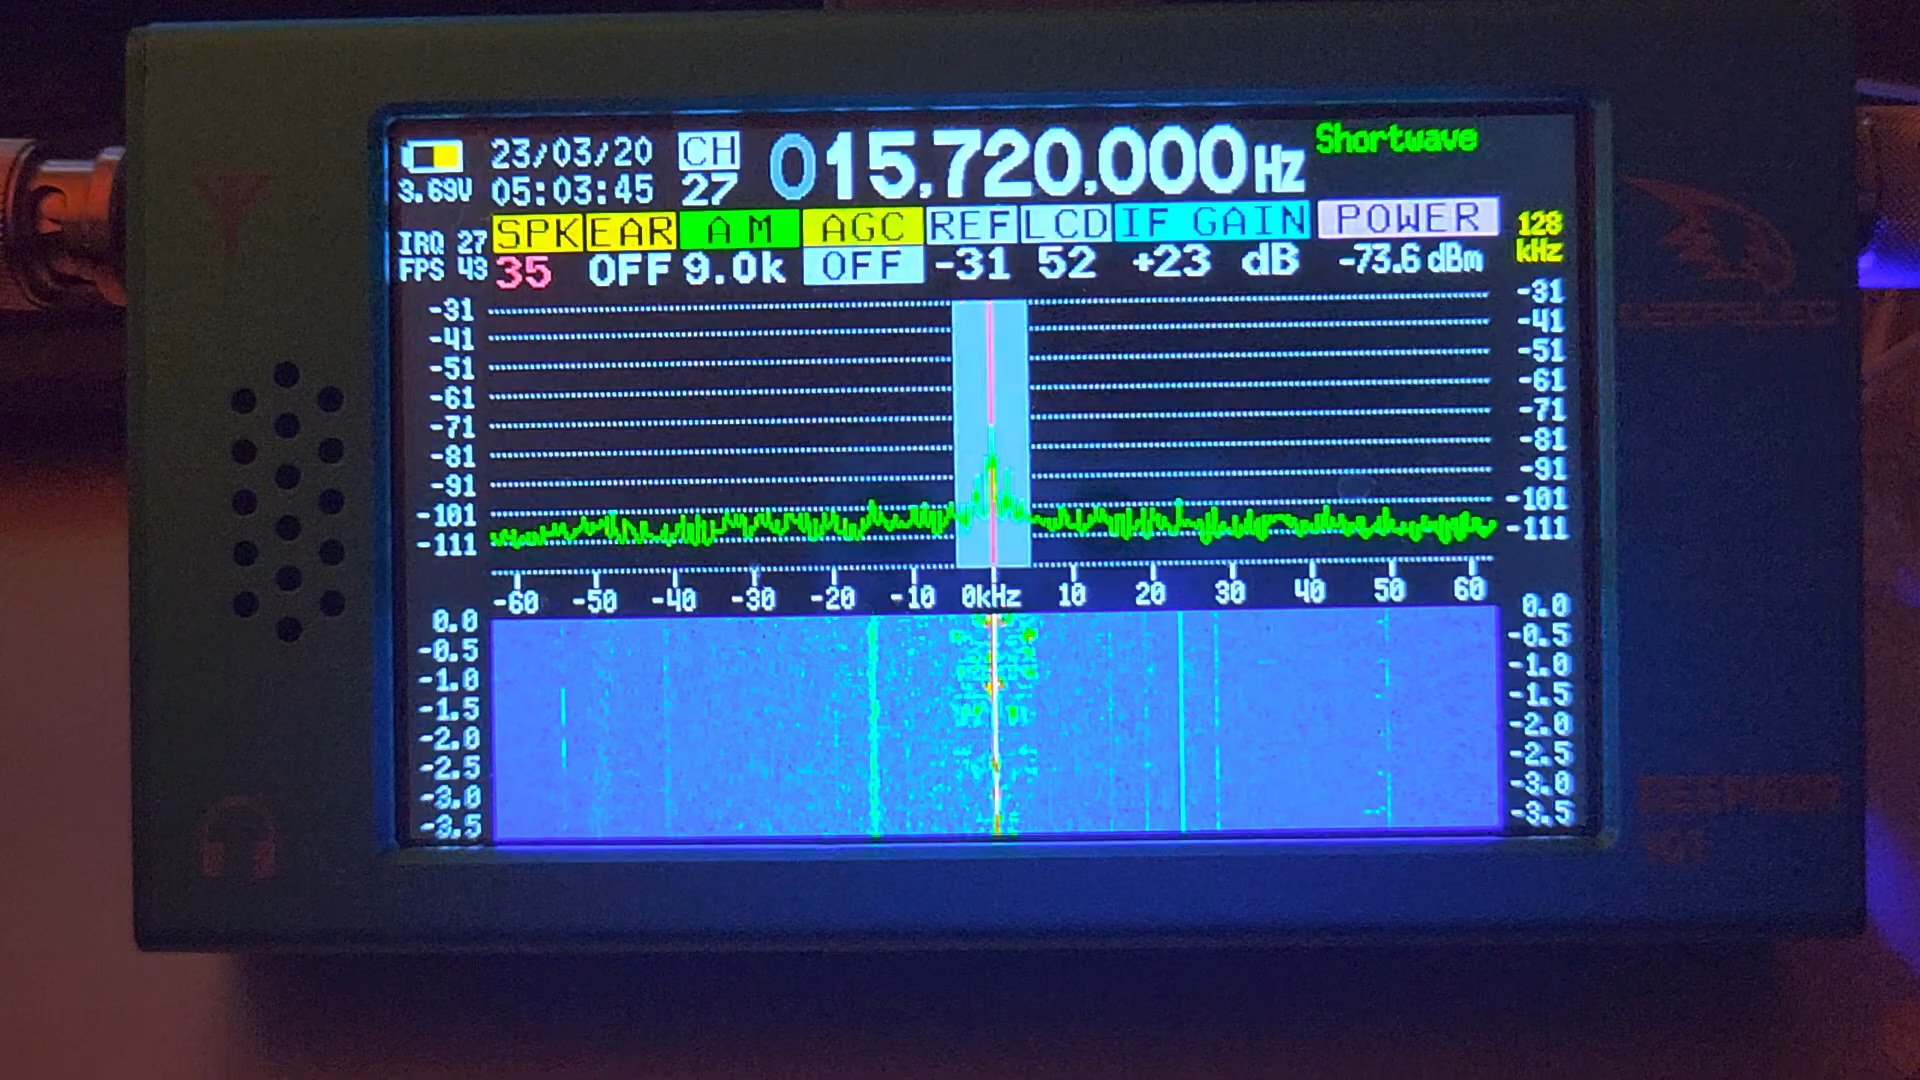 23/03/20 CH 015.720.000Hz Shortwave
3.69V 05:03:45 27
SPK EAR AM AGC REF LCD IF GAIN POWER 128
IRQ 27 kHz
FPS 43 35 OFF 9.0k OFF -31 52 +23 dB -73.6 dBm
-31 -31
-41 -41
-51 -51
-61 -61
-71 -71
-81 -81
-91 -91
-101 -101
-111 -111
-60 -50 -40 -30 -20 -10 0kHz 10 20 30 40 50 60
0.0 0.0
-0.5 -0.5
-1.0 -1.0
-1.5 -1.5
-2.0 -2.0
-2.5 -2.5
-3.0 -3.0
-3.5 -3.5